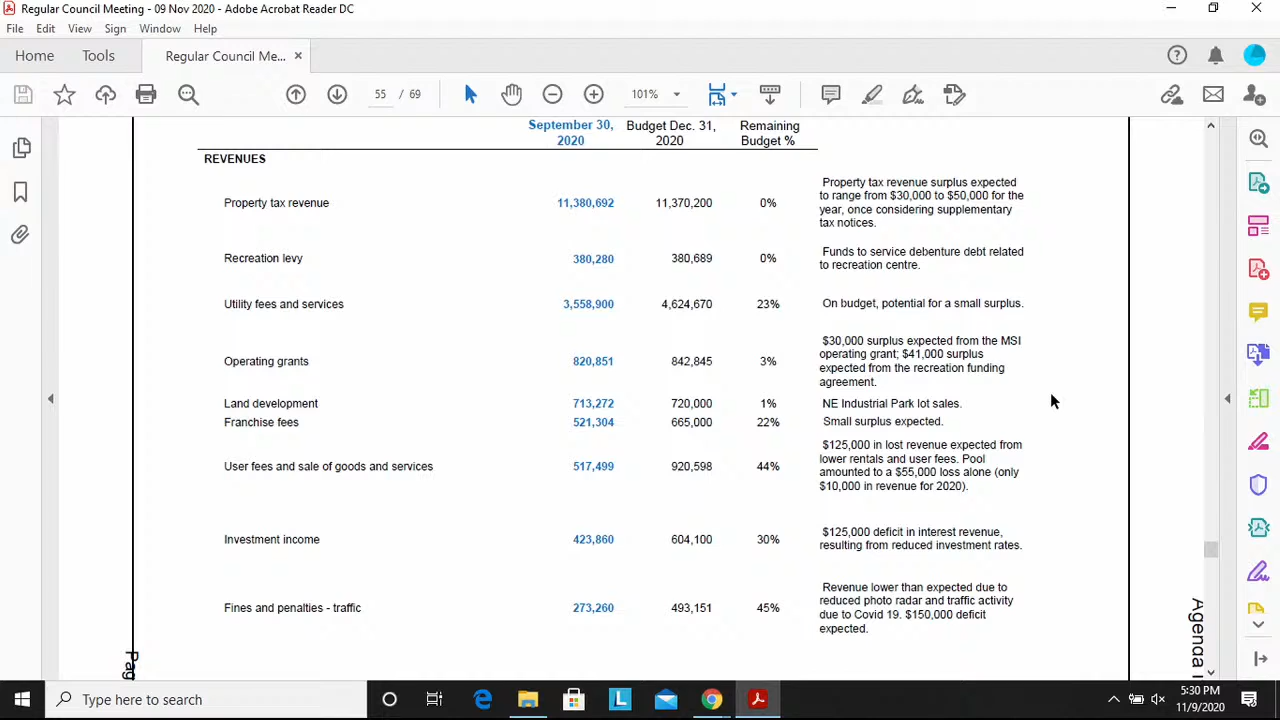 Regular Council Meeting - 09 Nov 2020 - Adobe Acrobat Reader DC
File Edit View Sign Window Help
Home Tools Regular Council Me... ×
55 / 69 101%
September 30, 2020 Budget Dec. 31, 2020 Remaining Budget %
REVENUES
Property tax revenue 11,380,692 11,370,200 0%
Property tax revenue surplus expected
to range from $30,000 to $50,000 for the
year, once considering supplementary
tax notices.
Recreation levy 380,280 380,689 0%
Funds to service debenture debt related
to recreation centre.
Utility fees and services 3,558,900 4,624,670 23% On budget, potential for a small surplus.
Operating grants 820,851 842,845 3%
$30,000 surplus expected from the MSI
operating grant; $41,000 surplus
expected from the recreation funding
agreement.
Land development 713,272 720,000 1% NE Industrial Park lot sales.
Franchise fees 521,304 665,000 22% Small surplus expected.
User fees and sale of goods and services 517,499 920,598 44%
$125,000 in lost revenue expected from
lower rentals and user fees. Pool
amounted to a $55,000 loss alone (only
$10,000 in revenue for 2020).
Investment income 423,860 604,100 30%
$125,000 deficit in interest revenue,
resulting from reduced investment rates.
Fines and penalties - traffic 273,260 493,151 45%
Revenue lower than expected due to
reduced photo radar and traffic activity
due to Covid 19. $150,000 deficit
expected.
Pag
Agenda I
Type here to search
5:30 PM
11/9/2020